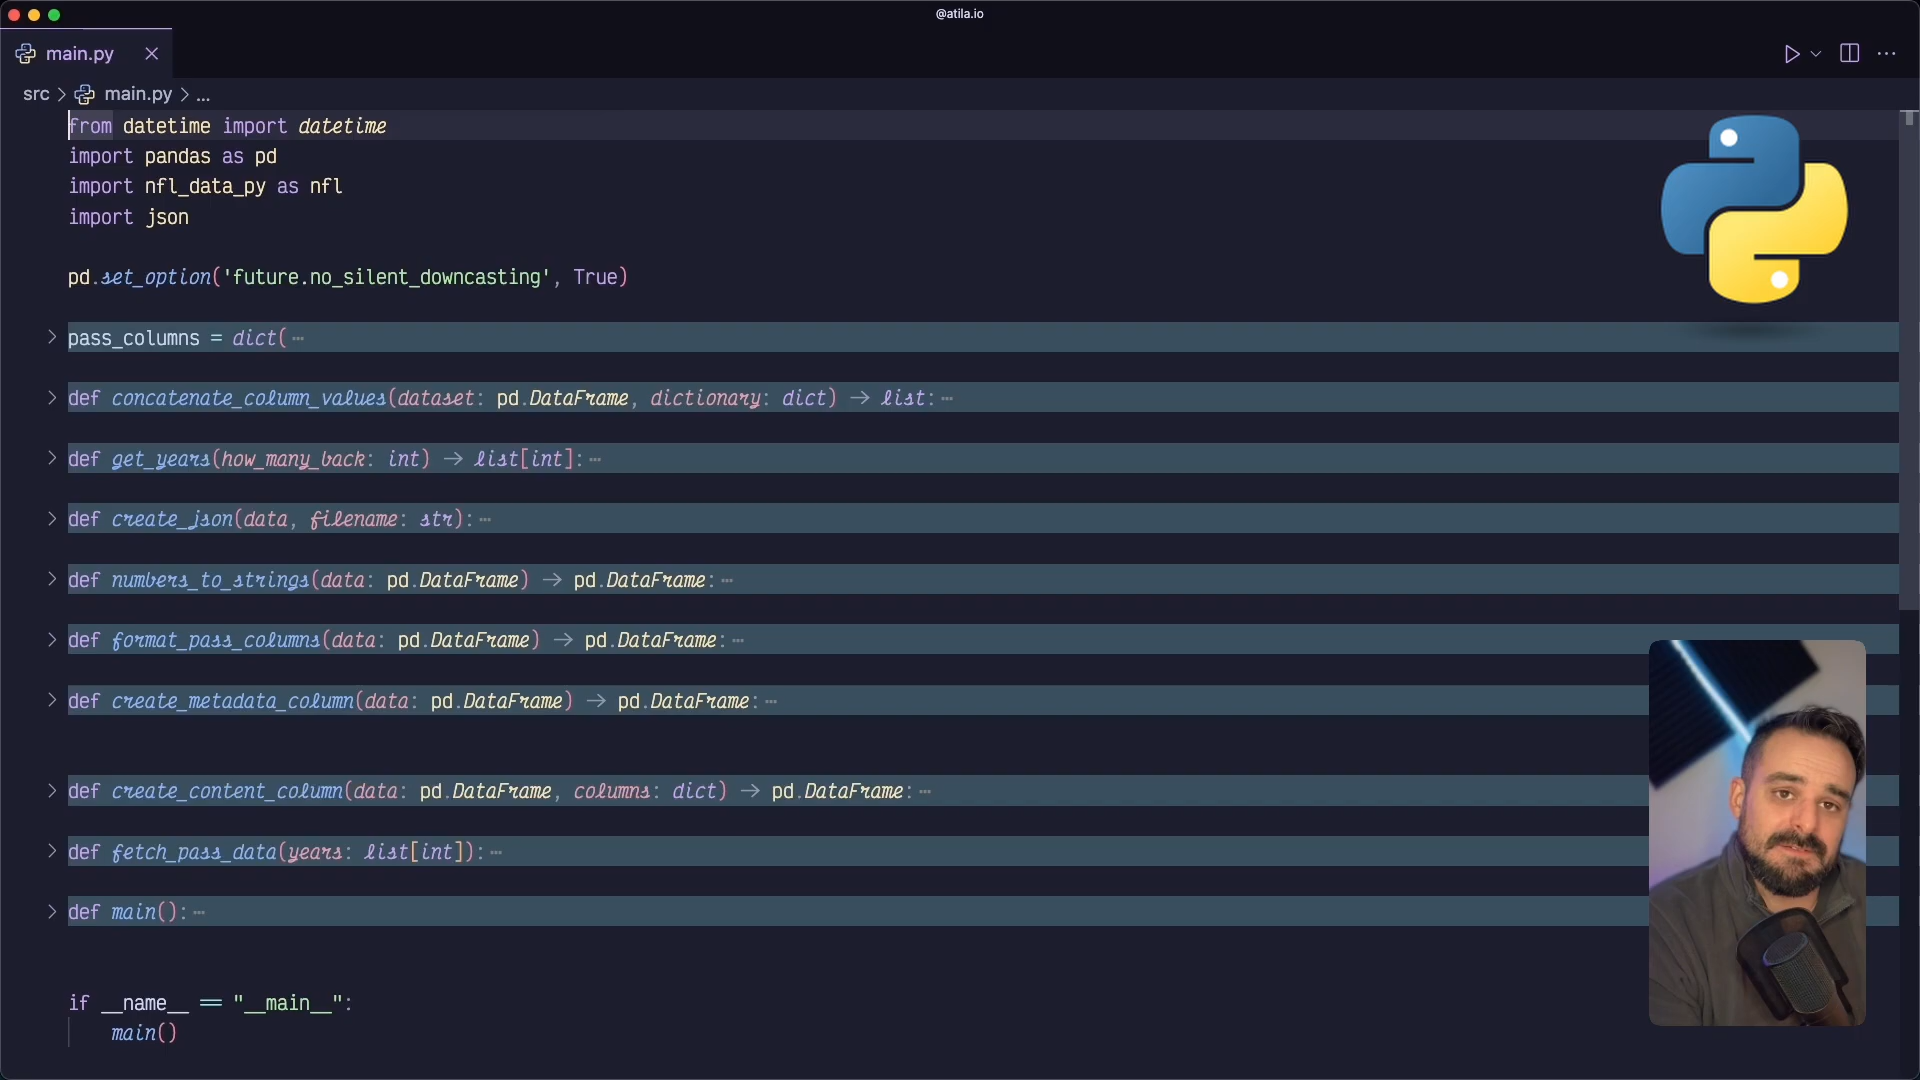 @atila.io
main.py
src > main.py > ...
from datetime import datetime
import pandas as pd
import nfl_data_py as nfl
import json
pd.set_option('future.no_silent_downcasting', True)
pass_columns = dict( ⋯
def concatenate_column_values(dataset: pd.DataFrame, dictionary: dict) -> list: ⋯
def get_years(how_many_back: int) -> list[int]: ⋯
def create_json(data, filename: str): ⋯
def numbers_to_strings(data: pd.DataFrame) -> pd.DataFrame: ⋯
def format_pass_columns(data: pd.DataFrame) -> pd.DataFrame: ⋯
def create_metadata_column(data: pd.DataFrame) -> pd.DataFrame: ⋯
def create_content_column(data: pd.DataFrame, columns: dict) -> pd.DataFrame: ⋯
def fetch_pass_data(years: list[int]): ⋯
def main(): ⋯
if __name__ == "__main__":
main()